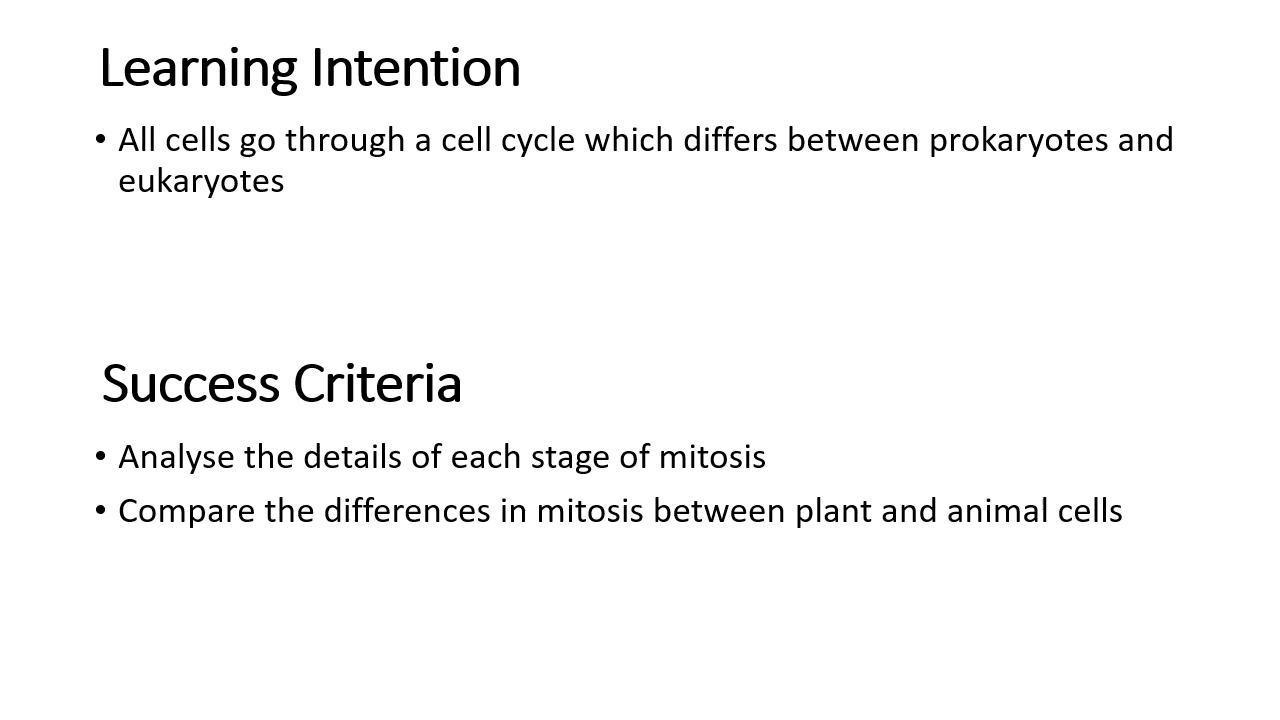 Learning Intention
• All cells go through a cell cycle which differs between prokaryotes and
eukaryotes
Success Criteria
• Analyse the details of each stage of mitosis
• Compare the differences in mitosis between plant and animal cells